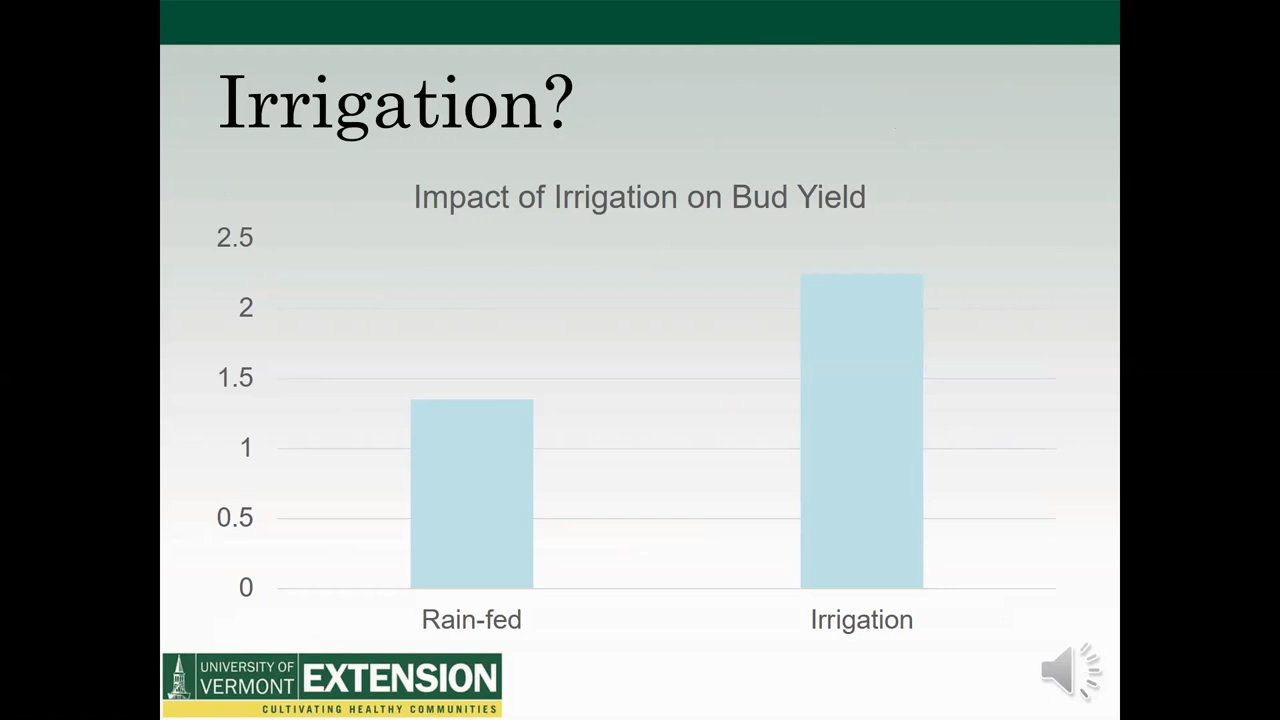 Irrigation?
Impact of Irrigation on Bud Yield
2.5
2
1.5
1
0.5
0
Rain-fed
Irrigation
UNIVERSITY OF
VERMONT
EXTENSION
CULTIVATING HEALTHY COMMUNITIES